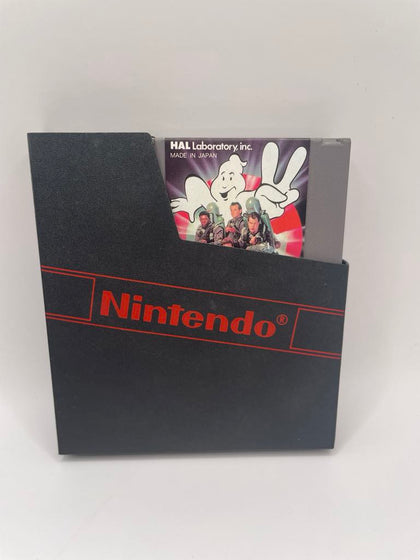 HAL Laboratory, inc.
MADE IN JAPAN
Nintendo®